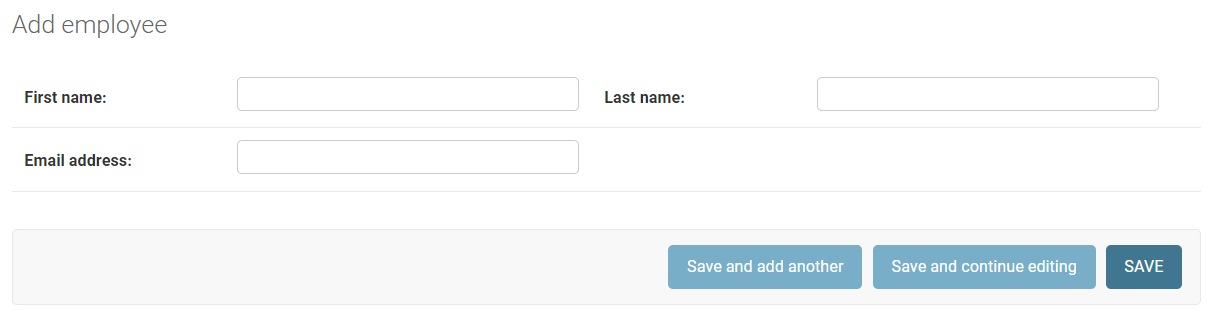 Add employee
First name: Last name:
Email address:
Save and add another Save and continue editing SAVE